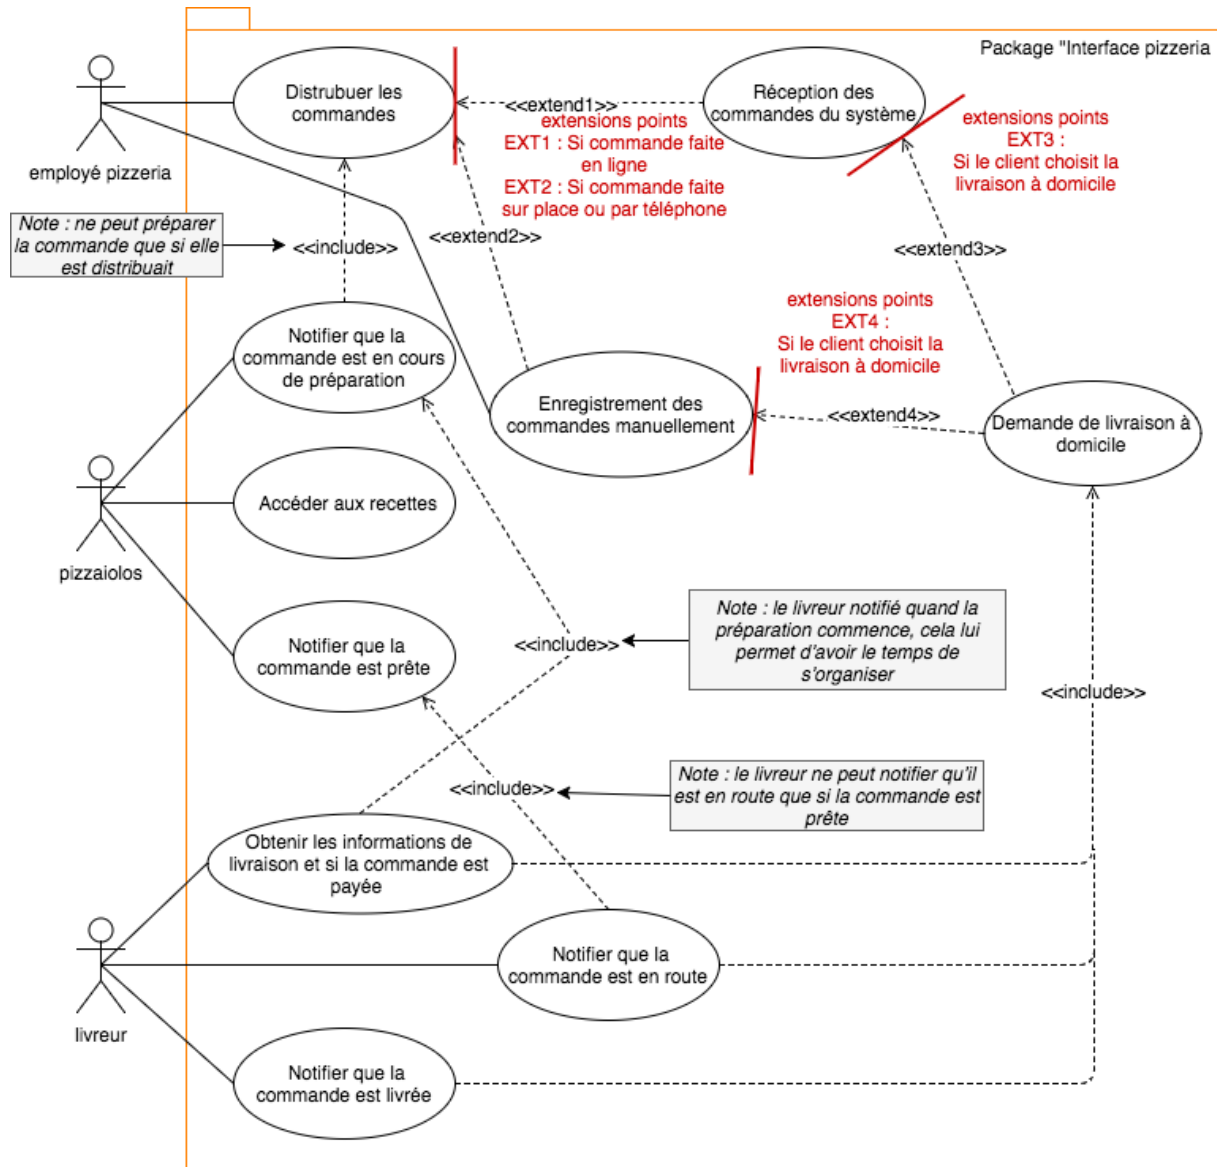 Package "Interface pizzeria
Distrubuer les
commandes
<<extend1>>
Réception des
commandes du système
extensions points
EXT1 : Si commande faite
en ligne
EXT2 : Si commande faite
sur place ou par téléphone
extensions points
EXT3 :
Si le client choisit la
livraison à domicile
employé pizzeria
Note : ne peut préparer
la commande que si elle
est distribuait
<<include>>
<<extend2>>
<<extend3>>
extensions points
EXT4 :
Si le client choisit la
livraison à domicile
Notifier que la
commande est en cours
de préparation
Enregistrement des
commandes manuellement
<<extend4>>
Demande de livraison à
domicile
Accéder aux recettes
pizzaiolos
Notifier que la
commande est prête
<<include>>
Note : le livreur notifié quand la
préparation commence, cela lui
permet d'avoir le temps de
s'organiser
<<include>>
<<include>>
Note : le livreur ne peut notifier qu'il
est en route que si la commande est
prête
Obtenir les informations de
livraison et si la commande est
payée
Notifier que la
commande est en route
livreur
Notifier que la
commande est livrée